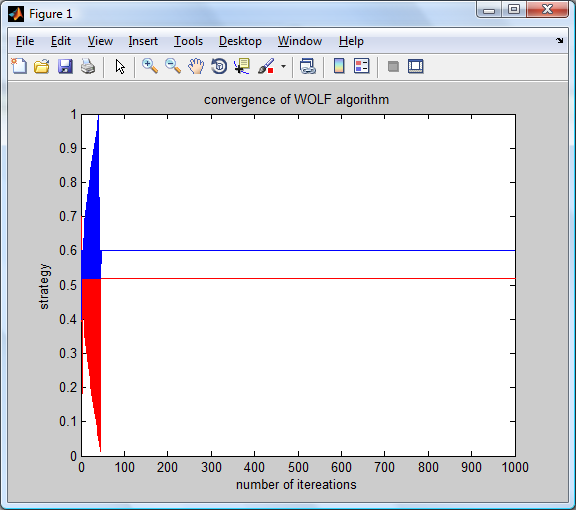 Figure 1
File Edit View Insert Tools Desktop Window Help
convergence of WOLF algorithm
1
0.9
0.8
0.7
0.6
0.5
0.4
0.3
0.2
0.1
0
strategy
0 100 200 300 400 500 600 700 800 900 1000
number of itereations